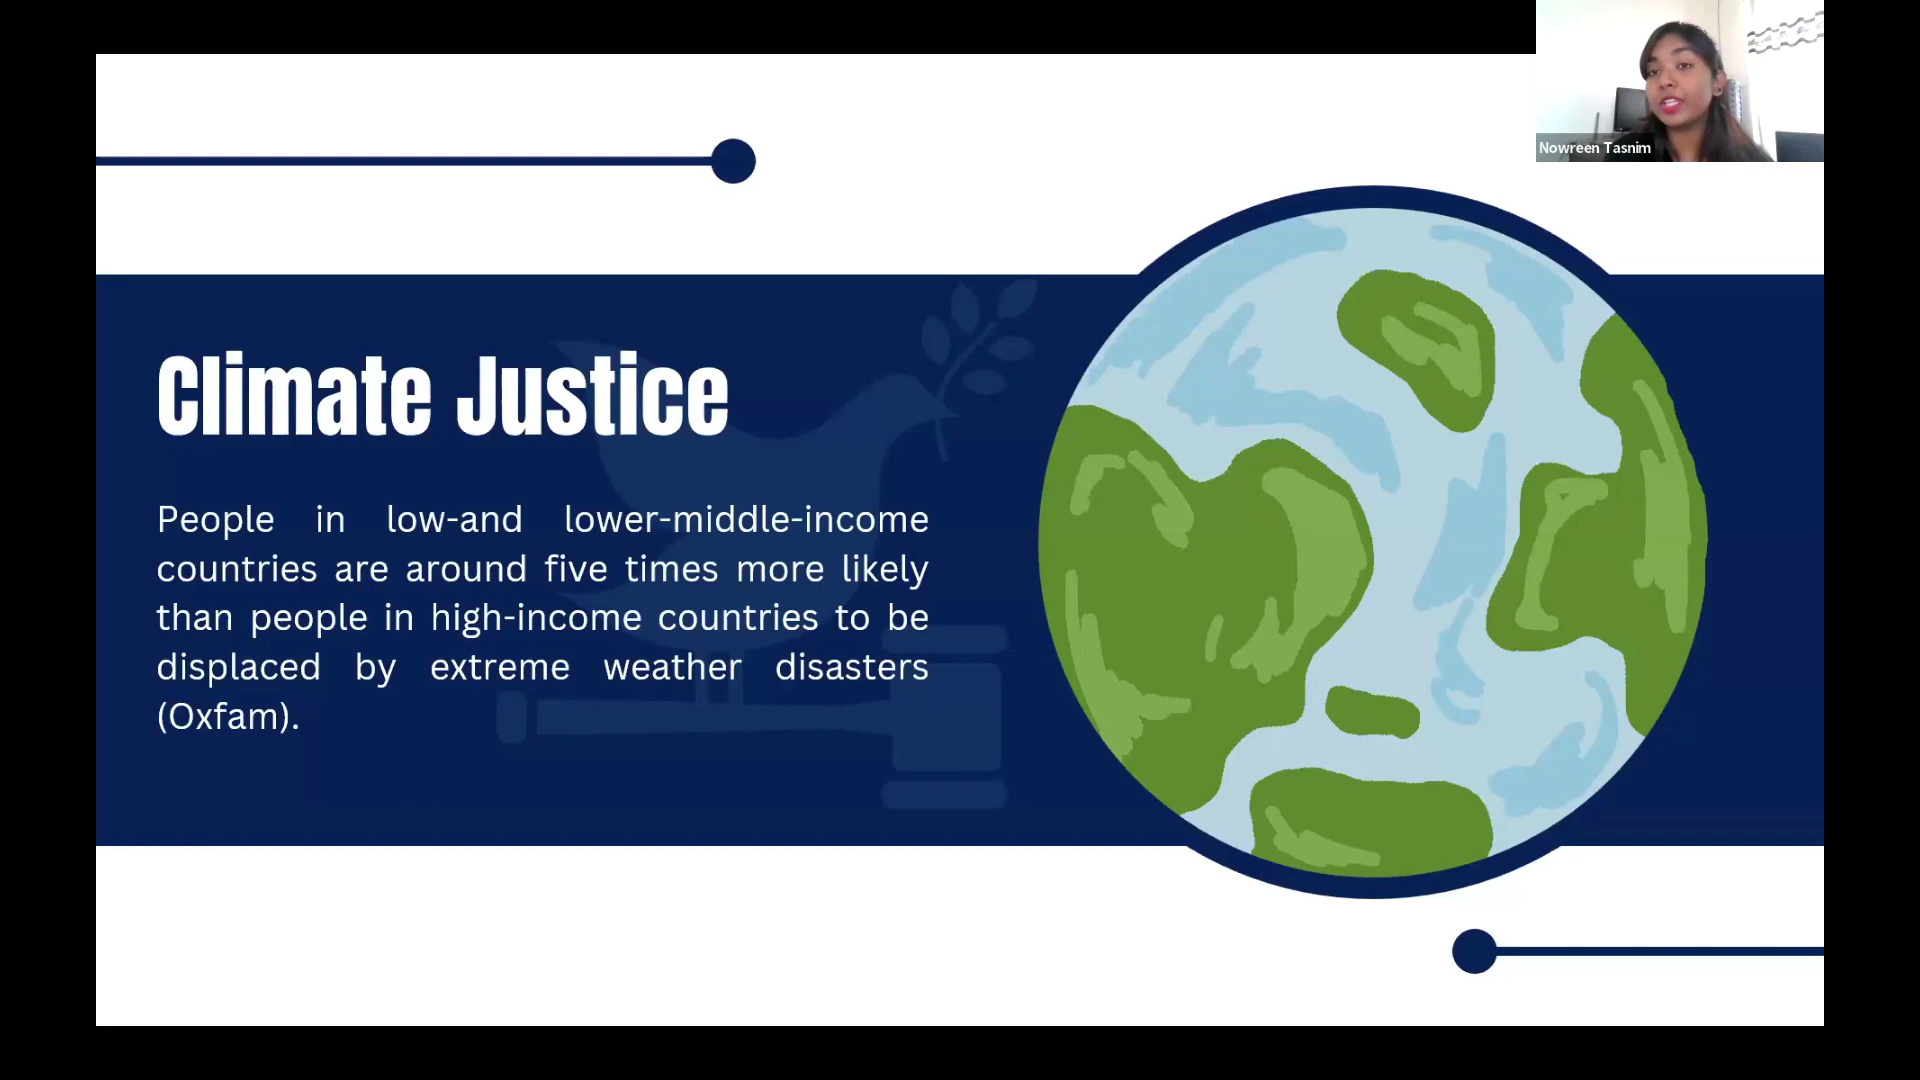 Nowreen Tasnim
Climate Justice
People in low-and lower-middle-income
countries are around five times more likely
than people in high-income countries to be
displaced by extreme weather disasters
(Oxfam).